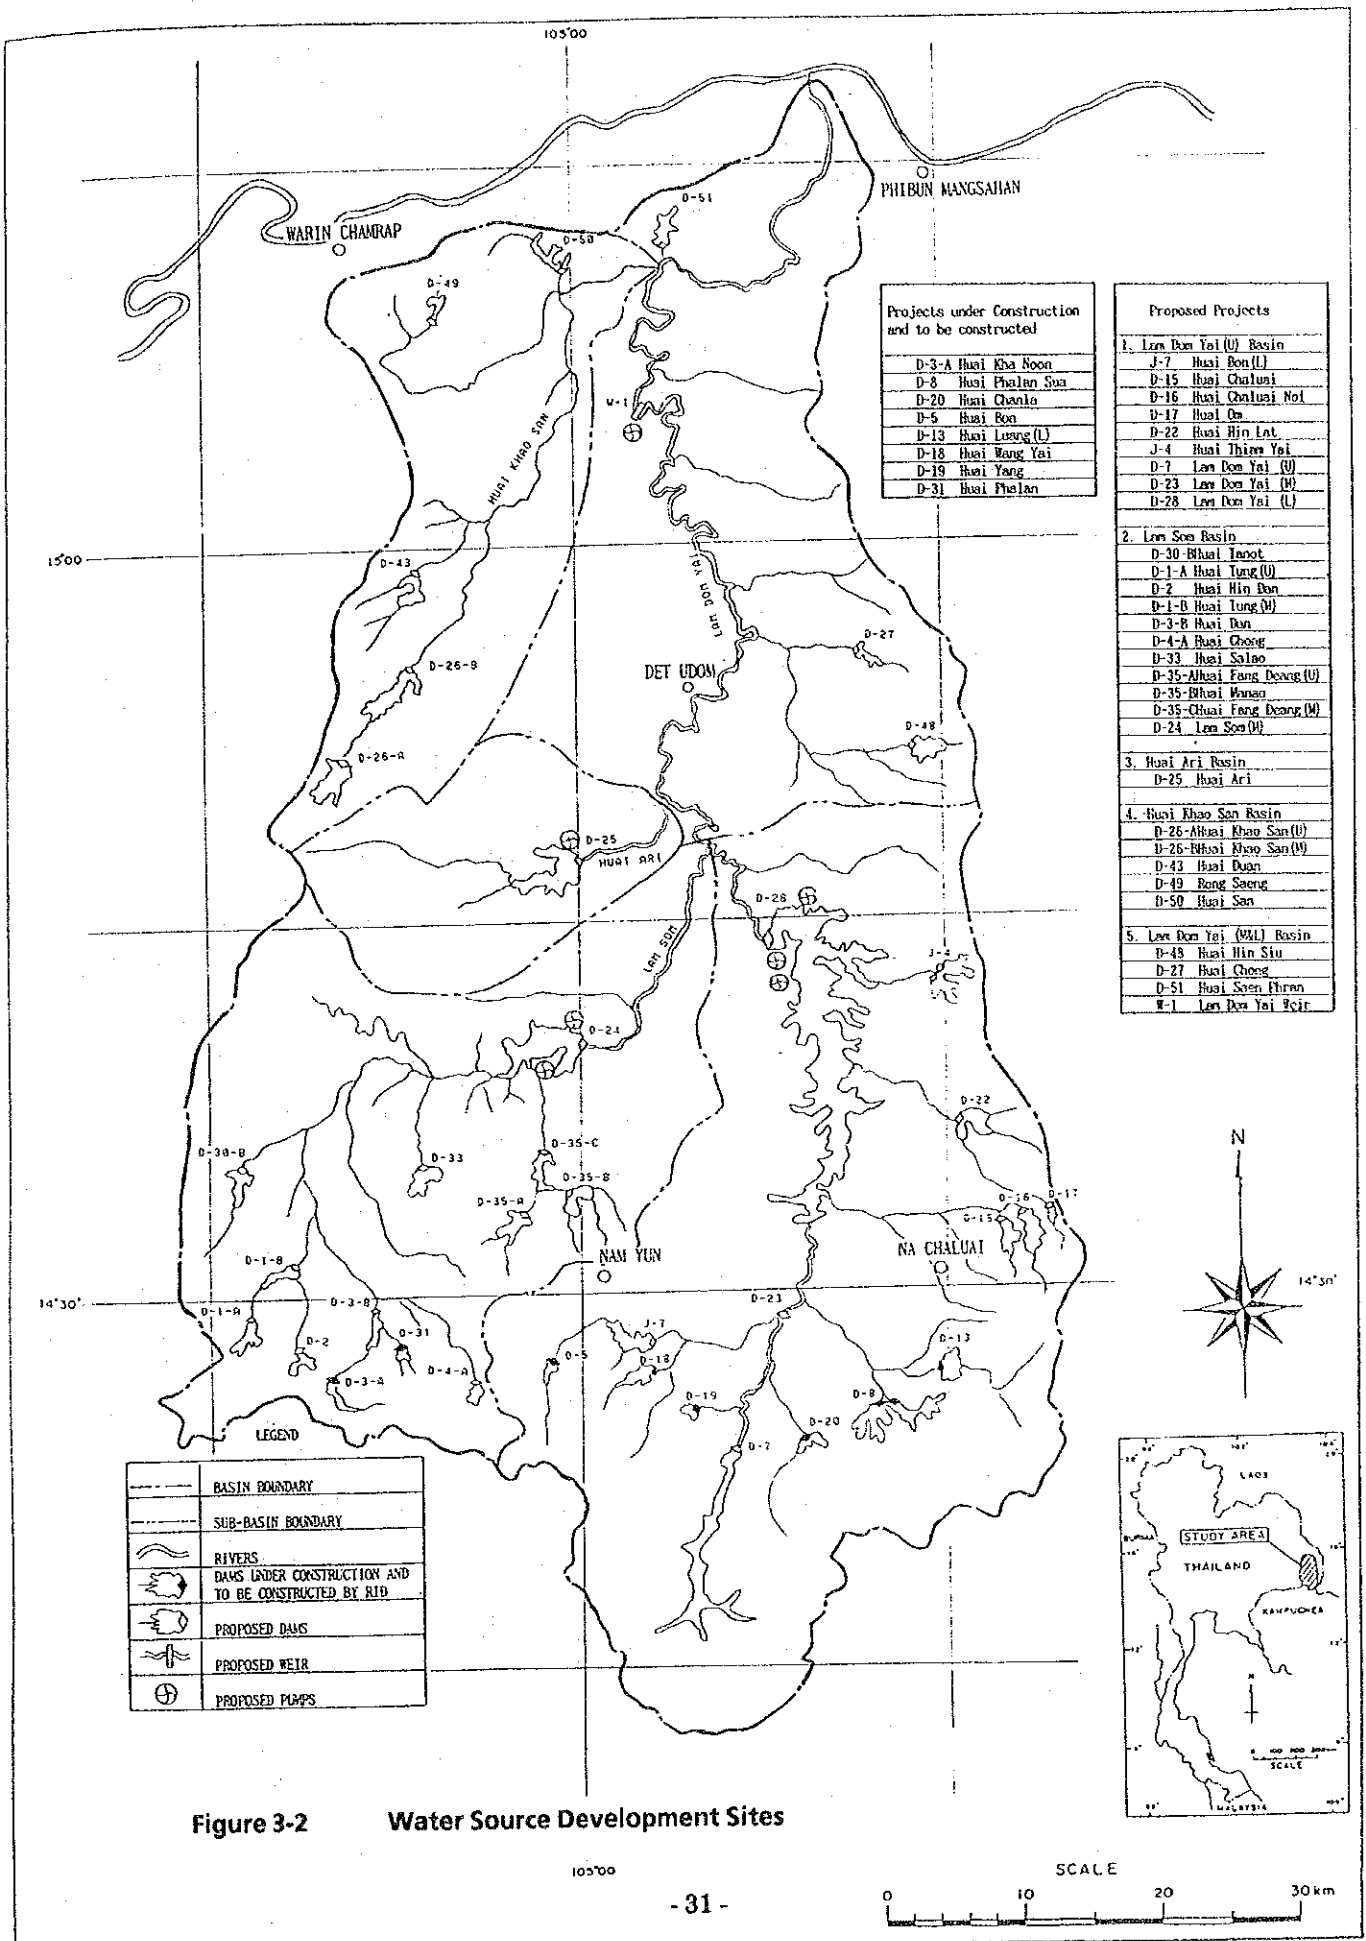 105°00
PHIBUN MANGSAHAN
WARIN CHAMRAP
D-51
D-50
D-49
W-1
HUAI KHAO SAN
15°00
D-43
LAM DOM YAI
D-27
D-26-B
DET UDOM
D-48
D-26-A
D-25
HUAI ARI
D-28
LAM SOM
J-4
D-24
D-22
D-30-B
D-33
D-35-C
D-35-B
D-35-A
D-16
D-17
D-15
NAM YUN
NA CHALUAI
D-1-B
14°30'
D-1-A
D-3-B
D-23
D-2
D-31
J-7
D-13
D-3-A
D-4-A
D-5
D-18
D-19
D-8
D-20
D-7
Projects under Construction
and to be constructed
D-3-A Huai Kha Noon
D-8 Huai Phalan Sua
D-20 Huai Chanla
D-5 Huai Bon
D-13 Huai Luang (L)
D-18 Huai Wang Yai
D-19 Huai Yang
D-31 Huai Phalan
Proposed Projects
1. Lam Dom Yai (U) Basin
J-7 Huai Bon (L)
D-15 Huai Chaluai
D-16 Huai Chaluai Noi
D-17 Huai Om
D-22 Huai Hin Lat
J-4 Huai Thiam Yai
D-7 Lam Dom Yai (U)
D-23 Lam Dom Yai (M)
D-28 Lam Dom Yai (L)
2. Lam Som Basin
D-30-B Huai Tanot
D-1-A Huai Tung (U)
D-2 Huai Hin Dan
D-1-B Huai Tung (M)
D-3-B Huai Dun
D-4-A Huai Chong
D-33 Huai Salao
D-35-A Huai Fang Deang (U)
D-35-B Huai Manao
D-35-C Huai Fang Deang (M)
D-24 Lam Som (M)
3. Huai Ari Basin
D-25 Huai Ari
4. Huai Khao San Basin
D-26-A Huai Khao San (U)
D-26-B Huai Khao San (M)
D-43 Huai Duan
D-49 Rong Saeng
D-50 Huai San
5. Lam Dom Yai (M&L) Basin
D-48 Huai Hin Siu
D-27 Huai Chong
D-51 Huai Saen Phran
W-1 Lam Dom Yai Weir
N
14°30'
LEGEND
BASIN BOUNDARY
SUB-BASIN BOUNDARY
RIVERS
DAMS UNDER CONSTRUCTION AND
TO BE CONSTRUCTED BY RID
PROPOSED DAMS
PROPOSED WEIR
PROPOSED PUMPS
LAOS
BURMA
STUDY AREA
THAILAND
KAMPUCHEA
N
SCALE
MALAYSIA
Figure 3-2 Water Source Development Sites
105°00
- 31 -
SCALE
0 10 20 30 km